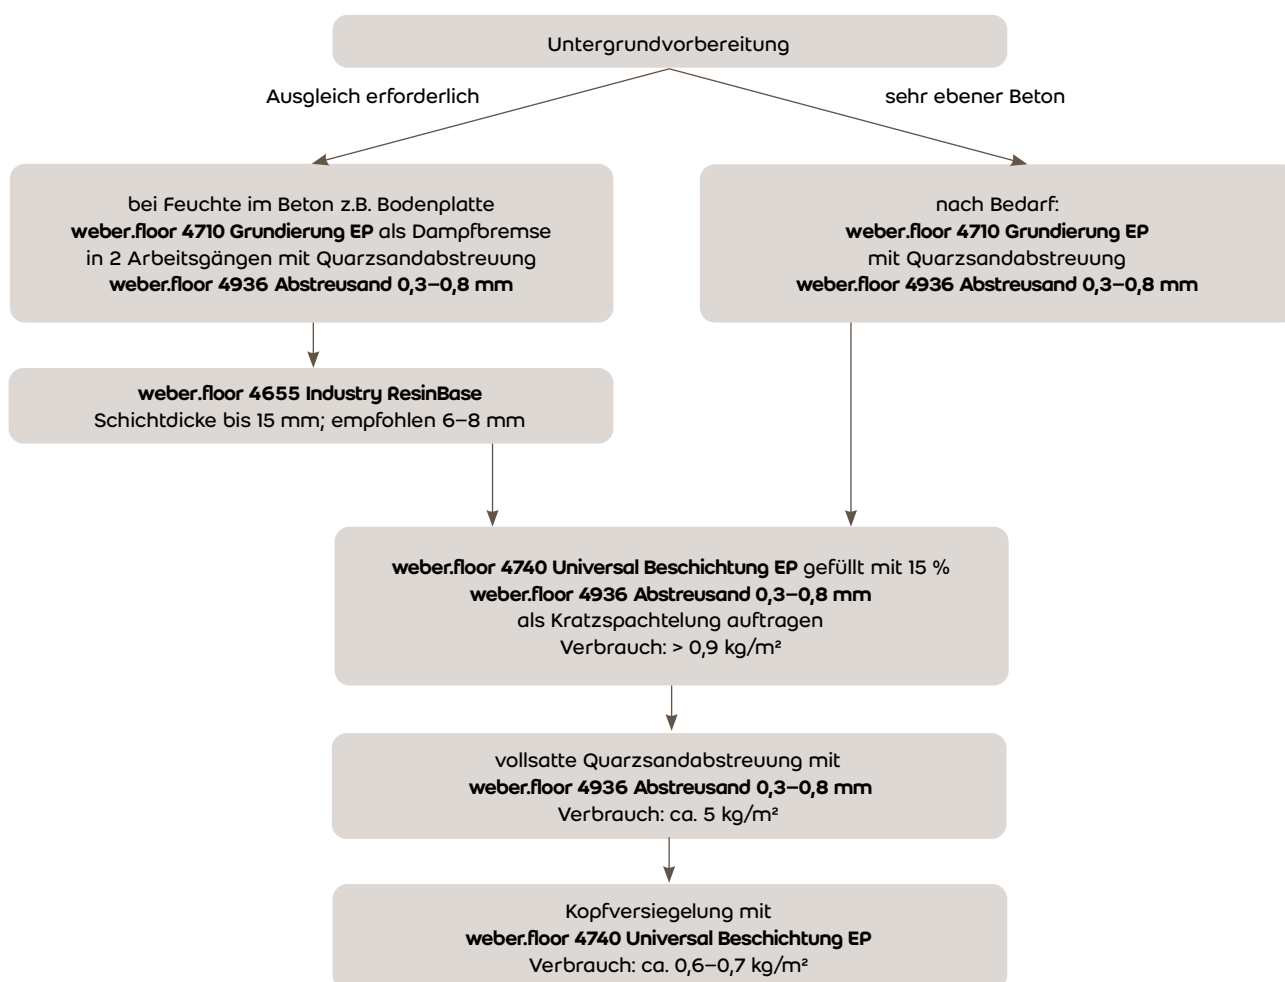 Untergrundvorbereitung
Ausgleich erforderlich
sehr ebener Beton
bei Feuchte im Beton z.B. Bodenplatte
weber.floor 4710 Grundierung EP als Dampfbremse
in 2 Arbeitsgängen mit Quarzsandabstreuung
weber.floor 4936 Abstreusand 0,3–0,8 mm
nach Bedarf:
weber.floor 4710 Grundierung EP
mit Quarzsandabstreuung
weber.floor 4936 Abstreusand 0,3–0,8 mm
weber.floor 4655 Industry ResinBase
Schichtdicke bis 15 mm; empfohlen 6–8 mm
weber.floor 4740 Universal Beschichtung EP gefüllt mit 15 %
weber.floor 4936 Abstreusand 0,3–0,8 mm
als Kratzspachtelung auftragen
Verbrauch: > 0,9 kg/m²
vollsatte Quarzsandabstreuung mit
weber.floor 4936 Abstreusand 0,3–0,8 mm
Verbrauch: ca. 5 kg/m²
Kopfversiegelung mit
weber.floor 4740 Universal Beschichtung EP
Verbrauch: ca. 0,6–0,7 kg/m²